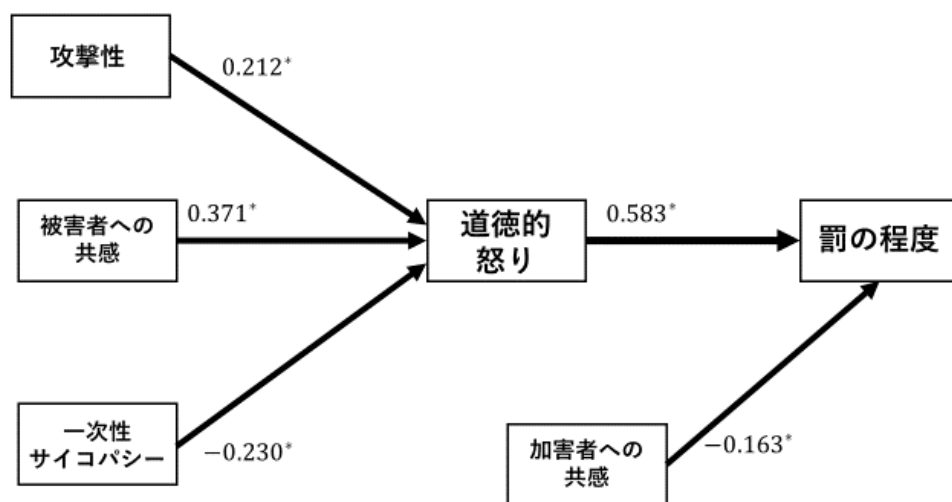 攻撃性
0.212*
被害者への
共感
0.371*
道徳的
怒り
0.583*
罰の程度
一次性
サイコパシー
−0.230*
加害者への
共感
−0.163*